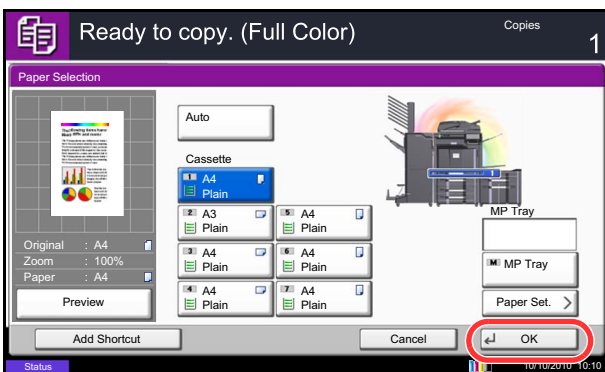 Ready to copy. (Full Color)
Copies
1
Paper Selection
Auto
Cassette
1 A4
Plain
2 A3
Plain
5 A4
Plain
3 A4
Plain
6 A4
Plain
4 A4
Plain
7 A4
Plain
MP Tray
M MP Tray
Paper Set.
Original : A4
Zoom : 100%
Paper : A4
Preview
Add Shortcut
Cancel
OK
Status
10/10/2010 10:10